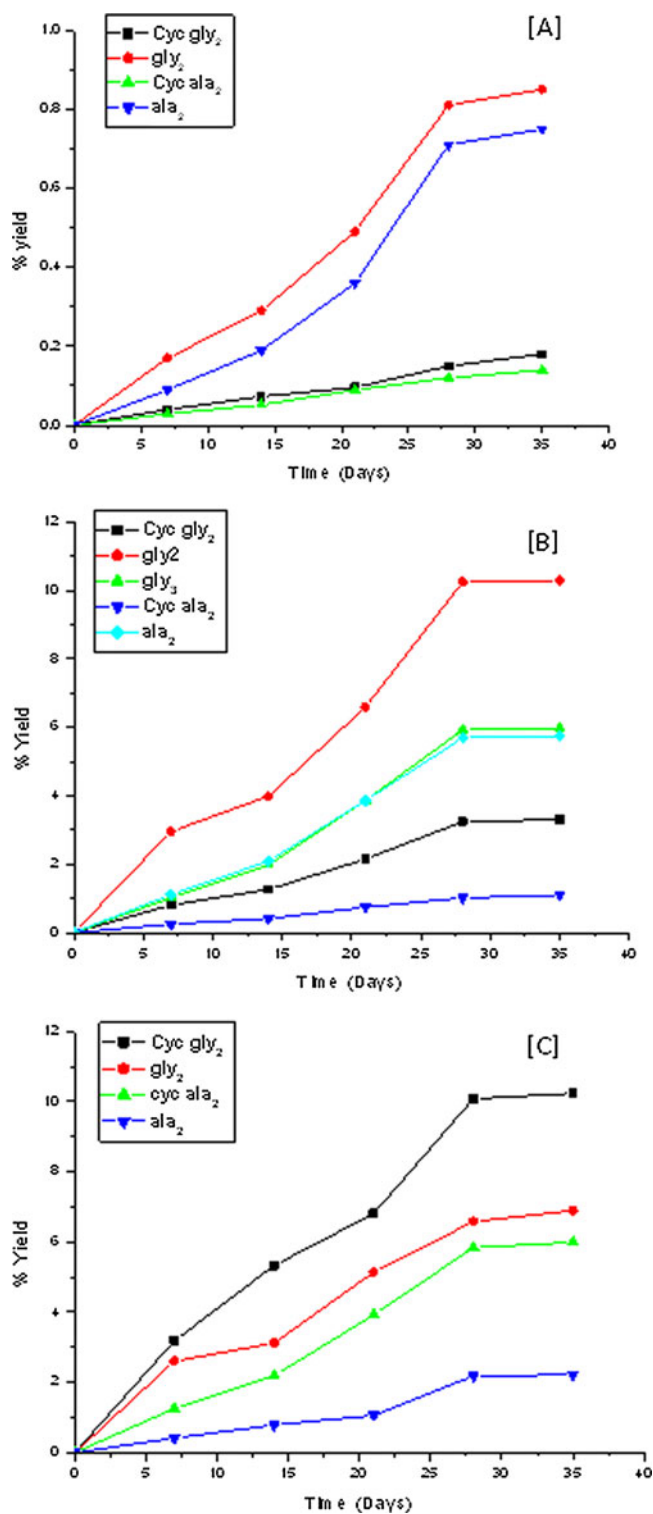 [A]
Cyc gly₂
gly₂
Cyc ala₂
ala₂
1.0
0.8
0.6
0.4
0.2
0.0
% yield
0 5 10 15 20 25 30 35 40
Time (Days)
[B]
Cyc gly₂
gly2
gly₃
Cyc ala₂
ala₂
12
10
8
6
4
2
0
% Yield
0 5 10 15 20 25 30 35 40
Time (Days)
[C]
Cyc gly₂
gly₂
cyc ala₂
ala₂
12
10
8
6
4
2
0
% Yield
0 5 10 15 20 25 30 35 40
Time (Days)